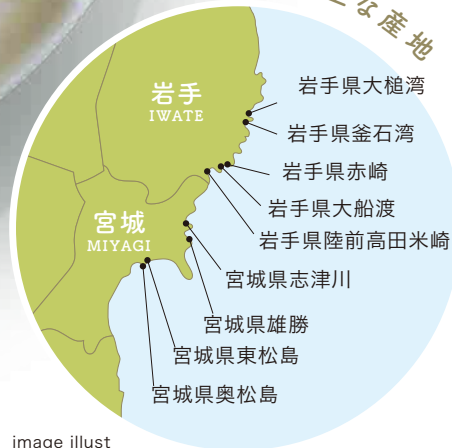 な産地
岩手
IWATE
岩手県大槌湾
岩手県釜石湾
岩手県赤崎
岩手県大船渡
岩手県陸前高田米崎
宮城
MIYAGI
宮城県志津川
宮城県雄勝
宮城県東松島
宮城県奥松島
image illust